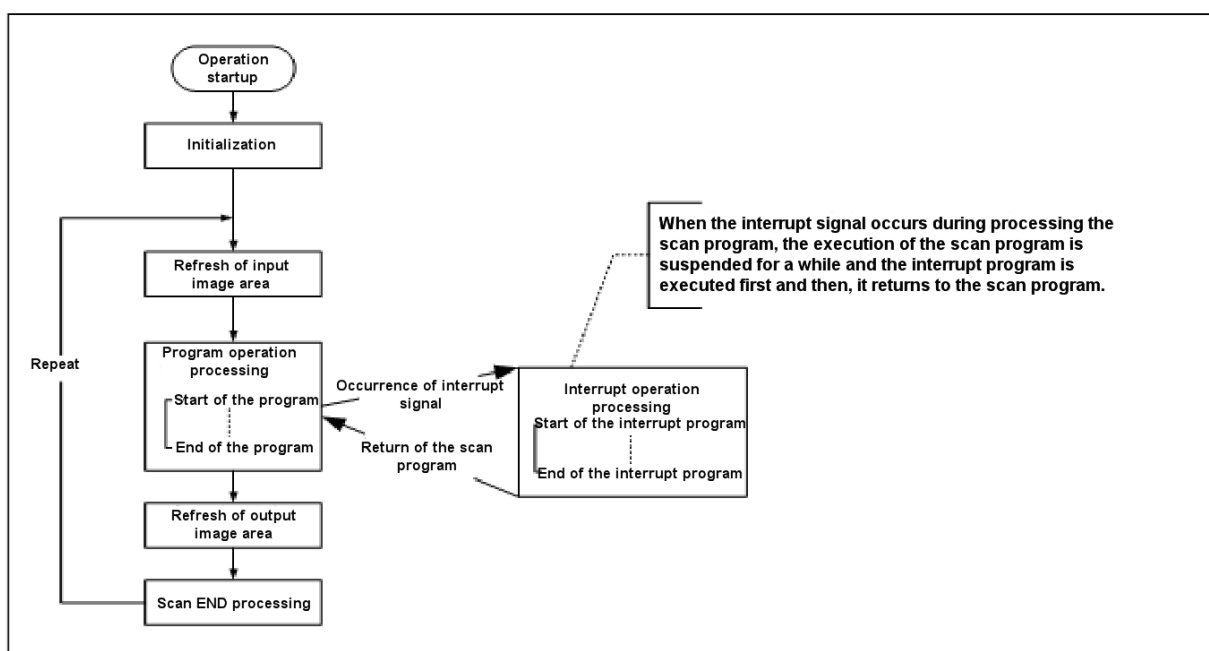 Operation
startup
Initialization
When the interrupt signal occurs during processing the
scan program, the execution of the scan program is
suspended for a while and the interrupt program is
executed first and then, it returns to the scan program.
Refresh of input
image area
Repeat
Program operation
processing
Start of the program
End of the program
Occurrence of interrupt
signal
Return of the scan
program
Interrupt operation
processing
Start of the interrupt program
End of the interrupt program
Refresh of output
image area
Scan END processing